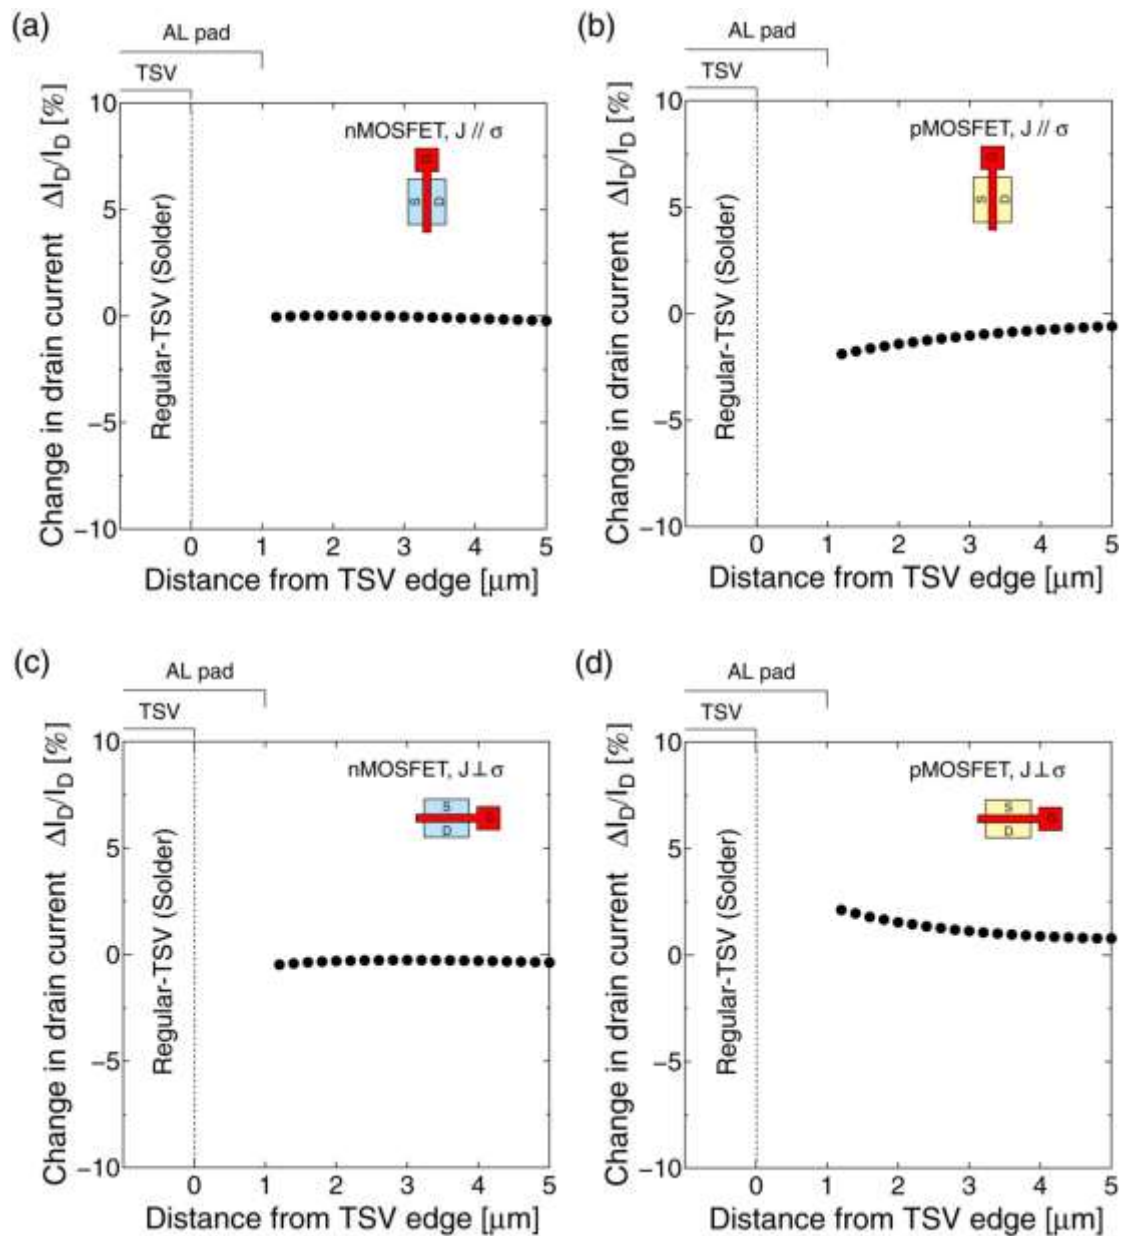 (a)
AL pad
TSV
Change in drain current ΔI_D/I_D [%]
10
5
0
−5
−10
Regular-TSV (Solder)
nMOSFET, J // σ
S
D
0 1 2 3 4 5
Distance from TSV edge [μm]
(b)
AL pad
TSV
Change in drain current ΔI_D/I_D [%]
10
5
0
−5
−10
Regular-TSV (Solder)
pMOSFET, J // σ
S
D
0 1 2 3 4 5
Distance from TSV edge [μm]
(c)
AL pad
TSV
Change in drain current ΔI_D/I_D [%]
10
5
0
−5
−10
Regular-TSV (Solder)
nMOSFET, J⊥σ
S
D
0 1 2 3 4 5
Distance from TSV edge [μm]
(d)
AL pad
TSV
Change in drain current ΔI_D/I_D [%]
10
5
0
−5
−10
Regular-TSV (Solder)
pMOSFET, J⊥σ
S
D
0 1 2 3 4 5
Distance from TSV edge [μm]